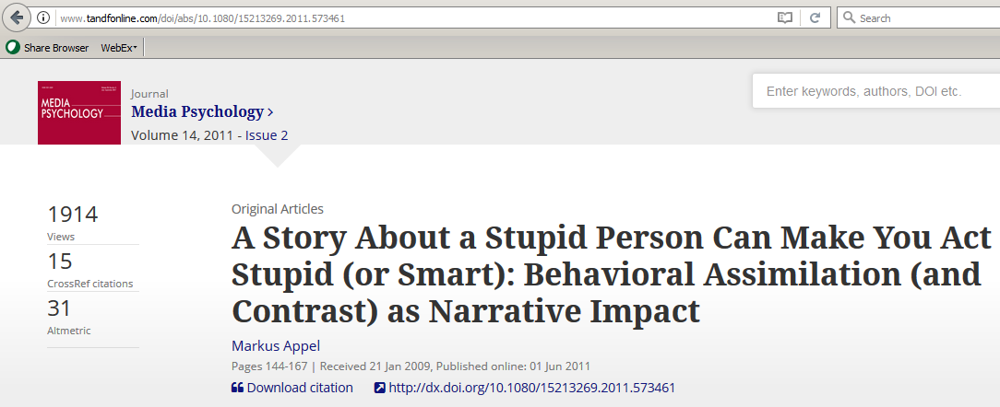 www.tandfonline.com/doi/abs/10.1080/15213269.2011.573461
Search
Share Browser WebEx
Enter keywords, authors, DOI etc.
MEDIA
PSYCHOLOGY
Journal
Media Psychology >
Volume 14, 2011 - Issue 2
1914
Views
15
CrossRef citations
31
Altmetric
Original Articles
A Story About a Stupid Person Can Make You Act
Stupid (or Smart): Behavioral Assimilation (and
Contrast) as Narrative Impact
Markus Appel
Pages 144-167 | Received 21 Jan 2009, Published online: 01 Jun 2011
Download citation http://dx.doi.org/10.1080/15213269.2011.573461